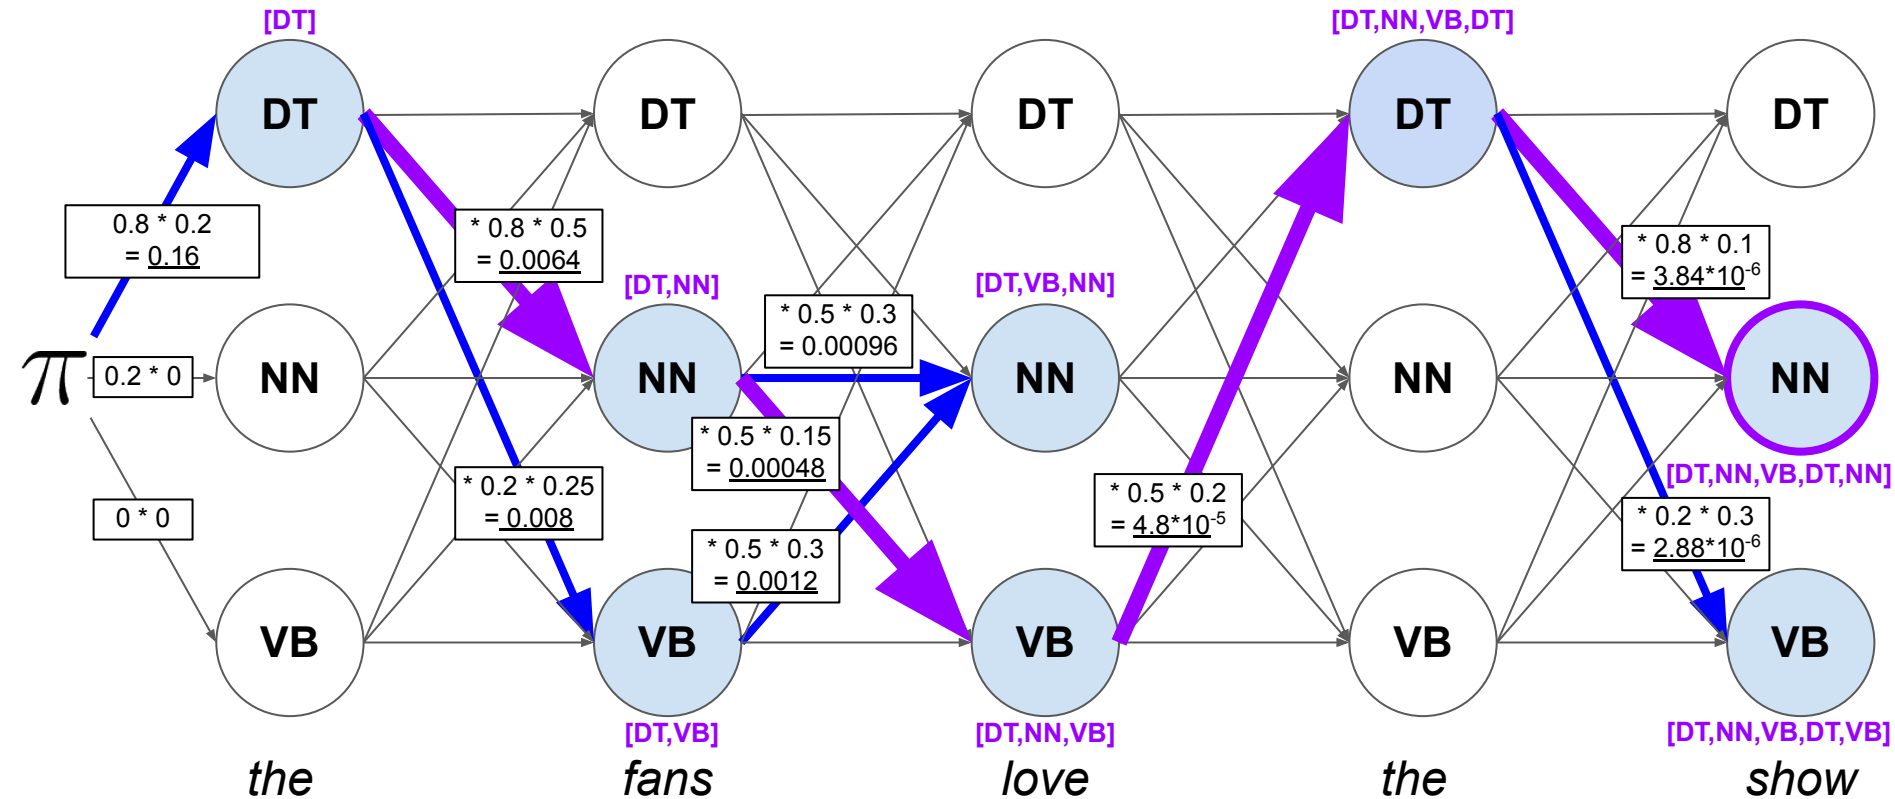 [DT]
[DT,NN,VB,DT]
DT
DT
DT
DT
DT
0.8 * 0.2
= 0.16
* 0.8 * 0.5
= 0.0064
* 0.8 * 0.1
= 3.84*10⁻⁶
[DT,NN]
[DT,VB,NN]
* 0.5 * 0.3
= 0.00096
π
0.2 * 0
NN
NN
NN
NN
NN
* 0.5 * 0.15
= 0.00048
[DT,NN,VB,DT,NN]
* 0.2 * 0.25
= 0.008
* 0.5 * 0.2
= 4.8*10⁻⁵
0 * 0
* 0.5 * 0.3
= 0.0012
* 0.2 * 0.3
= 2.88*10⁻⁶
VB
VB
VB
VB
VB
[DT,VB]
[DT,NN,VB]
[DT,NN,VB,DT,VB]
the
fans
love
the
show